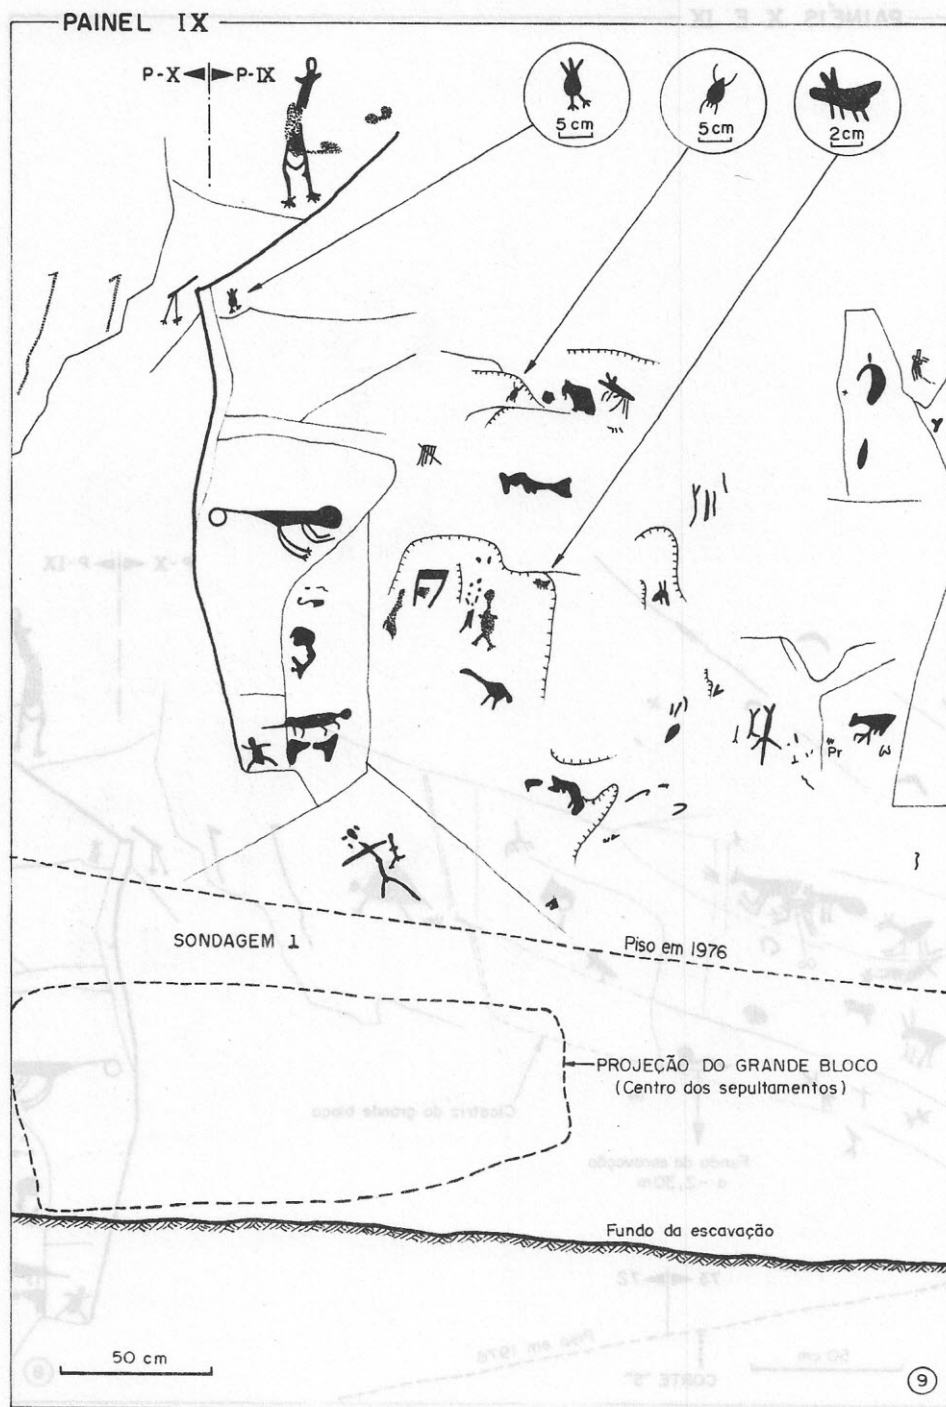 PAINEL IX
P-X P-IX
5 cm
5 cm
2 cm
Pr
SONDAGEM 1
Piso em 1976
PROJEÇÃO DO GRANDE BLOCO
(Centro dos sepultamentos)
Fundo da escavação
50 cm
9